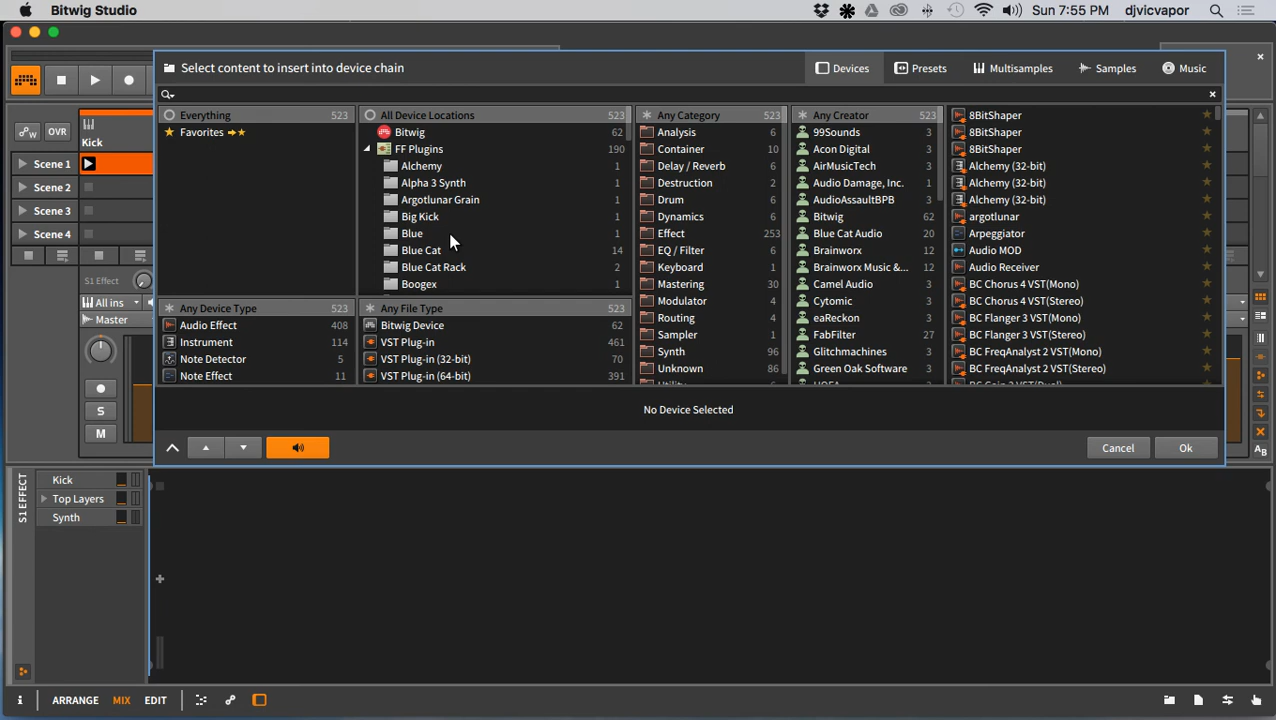 Bitwig Studio
Sun 7:55 PM
djvicvapor
Select content to insert into device chain
Devices
Presets
Multisamples
Samples
Music
OVR
Kick
Scene 1
Scene 2
Scene 3
Scene 4
S1 Effect
All ins
Master
S
M
Everything 523
Favorites
Any Device Type 523
Audio Effect 408
Instrument 114
Note Detector 5
Note Effect 11
All Device Locations 523
Bitwig 62
FF Plugins 190
Alchemy 1
Alpha 3 Synth 1
Argotlunar Grain 1
Big Kick 1
Blue 1
Blue Cat 14
Blue Cat Rack 2
Boogex 1
Any File Type 523
Bitwig Device 62
VST Plug-in 461
VST Plug-in (32-bit) 70
VST Plug-in (64-bit) 391
Any Category 523
Analysis 6
Container 10
Delay / Reverb 6
Destruction 2
Drum 6
Dynamics 6
Effect 253
EQ / Filter 6
Keyboard 3
Mastering 30
Modulator 4
Routing 4
Sampler 1
Synth 96
Unknown 86
Utility
Any Creator 523
99Sounds 3
Acon Digital 3
AirMusicTech 3
Audio Damage, Inc. 1
AudioAssaultBPB 3
Bitwig 62
Blue Cat Audio 20
Brainworx 12
Brainworx Music &... 12
Camel Audio 3
Cytomic 3
eaReckon 3
FabFilter 27
Glitchmachines 3
Green Oak Software 3
HOFA
8BitShaper
8BitShaper
8BitShaper
Alchemy (32-bit)
Alchemy (32-bit)
Alchemy (32-bit)
argotlunar
Arpeggiator
Audio MOD
Audio Receiver
BC Chorus 4 VST(Mono)
BC Chorus 4 VST(Stereo)
BC Flanger 3 VST(Mono)
BC Flanger 3 VST(Stereo)
BC FreqAnalyst 2 VST(Mono)
BC FreqAnalyst 2 VST(Stereo)
BC Gain 3 VST(Dual)
No Device Selected
Cancel
Ok
S1 EFFECT
Kick
Top Layers
Synth
ARRANGE
MIX
EDIT